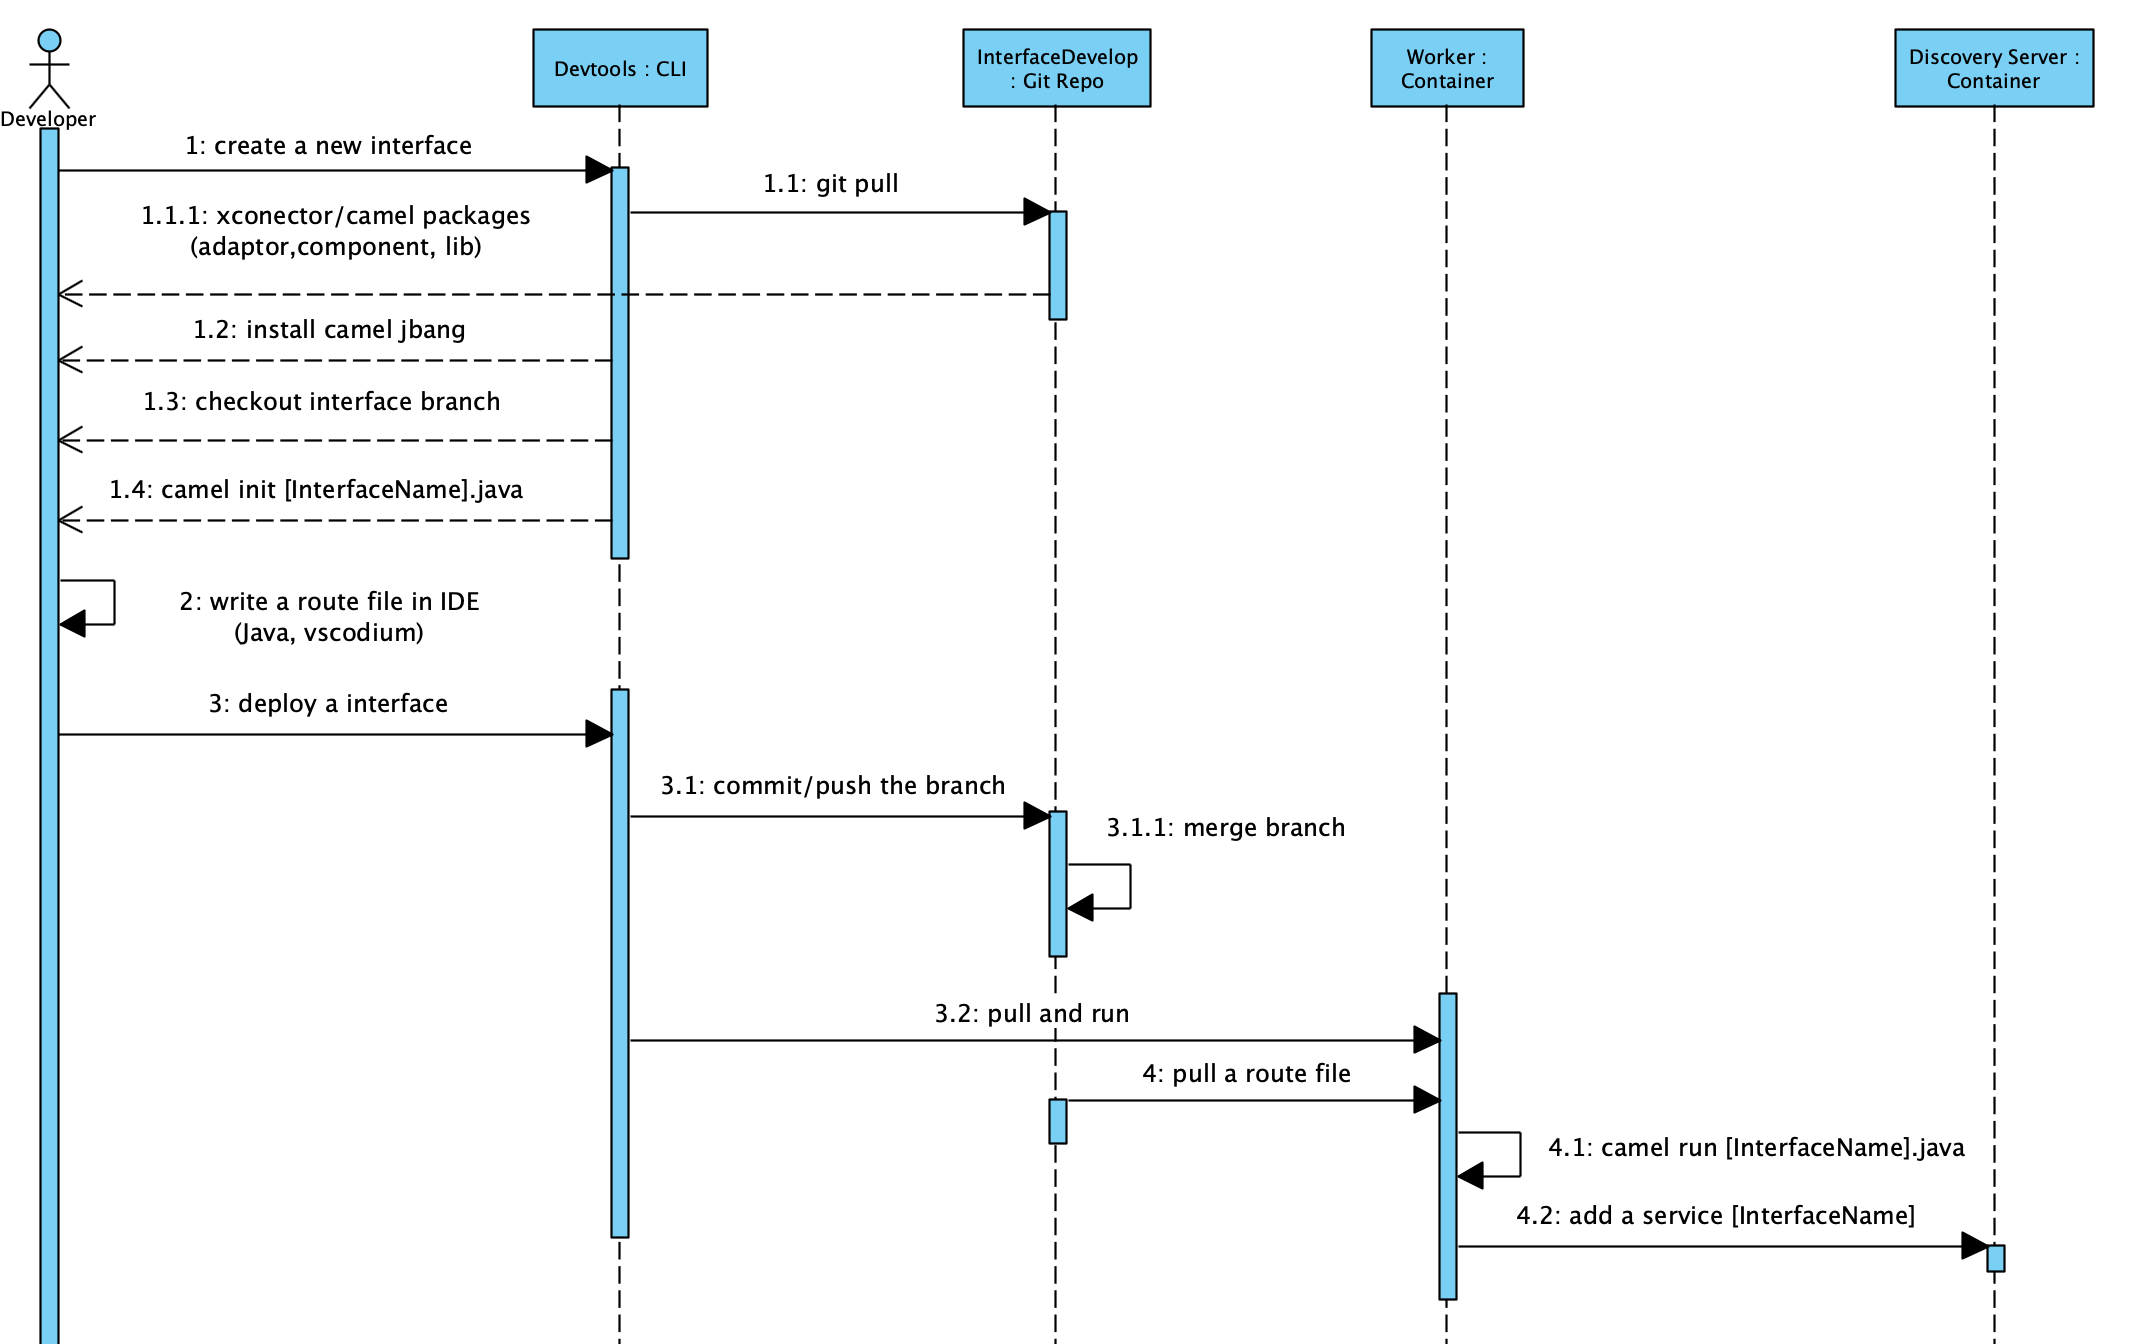 Developer
Devtools : CLI
InterfaceDevelop
: Git Repo
Worker :
Container
Discovery Server :
Container
1: create a new interface
1.1: git pull
1.1.1: xconector/camel packages
(adaptor,component, lib)
1.2: install camel jbang
1.3: checkout interface branch
1.4: camel init [InterfaceName].java
2: write a route file in IDE
(Java, vscodium)
3: deploy a interface
3.1: commit/push the branch
3.1.1: merge branch
3.2: pull and run
4: pull a route file
4.1: camel run [InterfaceName].java
4.2: add a service [InterfaceName]